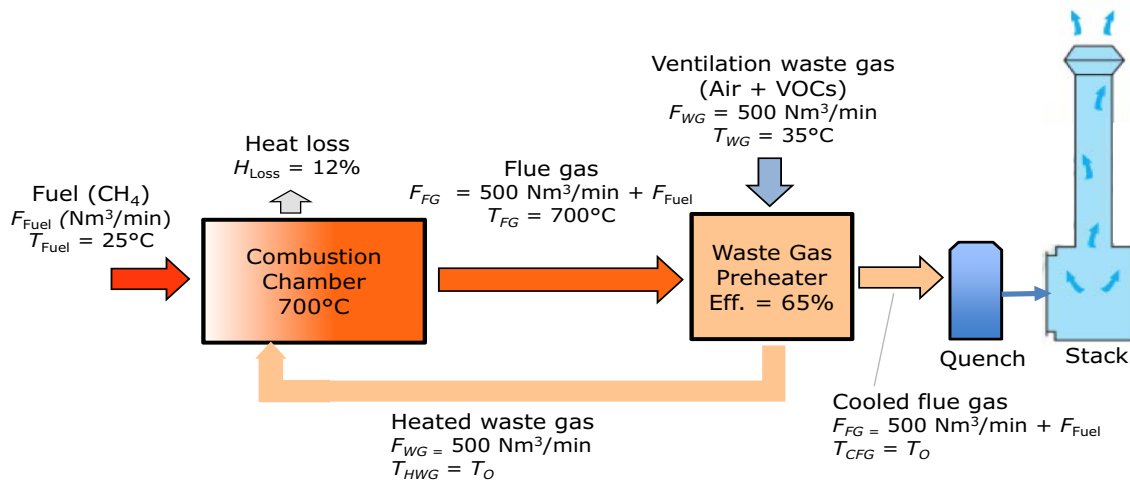 Ventilation waste gas
(Air + VOCs)
F_WG = 500 Nm³/min
T_WG = 35°C
Heat loss
H_Loss = 12%
Flue gas
F_FG = 500 Nm³/min + F_Fuel
T_FG = 700°C
Fuel (CH₄)
F_Fuel (Nm³/min)
T_Fuel = 25°C
Combustion
Chamber
700°C
Waste Gas
Preheater
Eff. = 65%
Quench
Stack
Heated waste gas
F_WG = 500 Nm³/min
T_HWG = T_O
Cooled flue gas
F_FG = 500 Nm³/min + F_Fuel
T_CFG = T_O